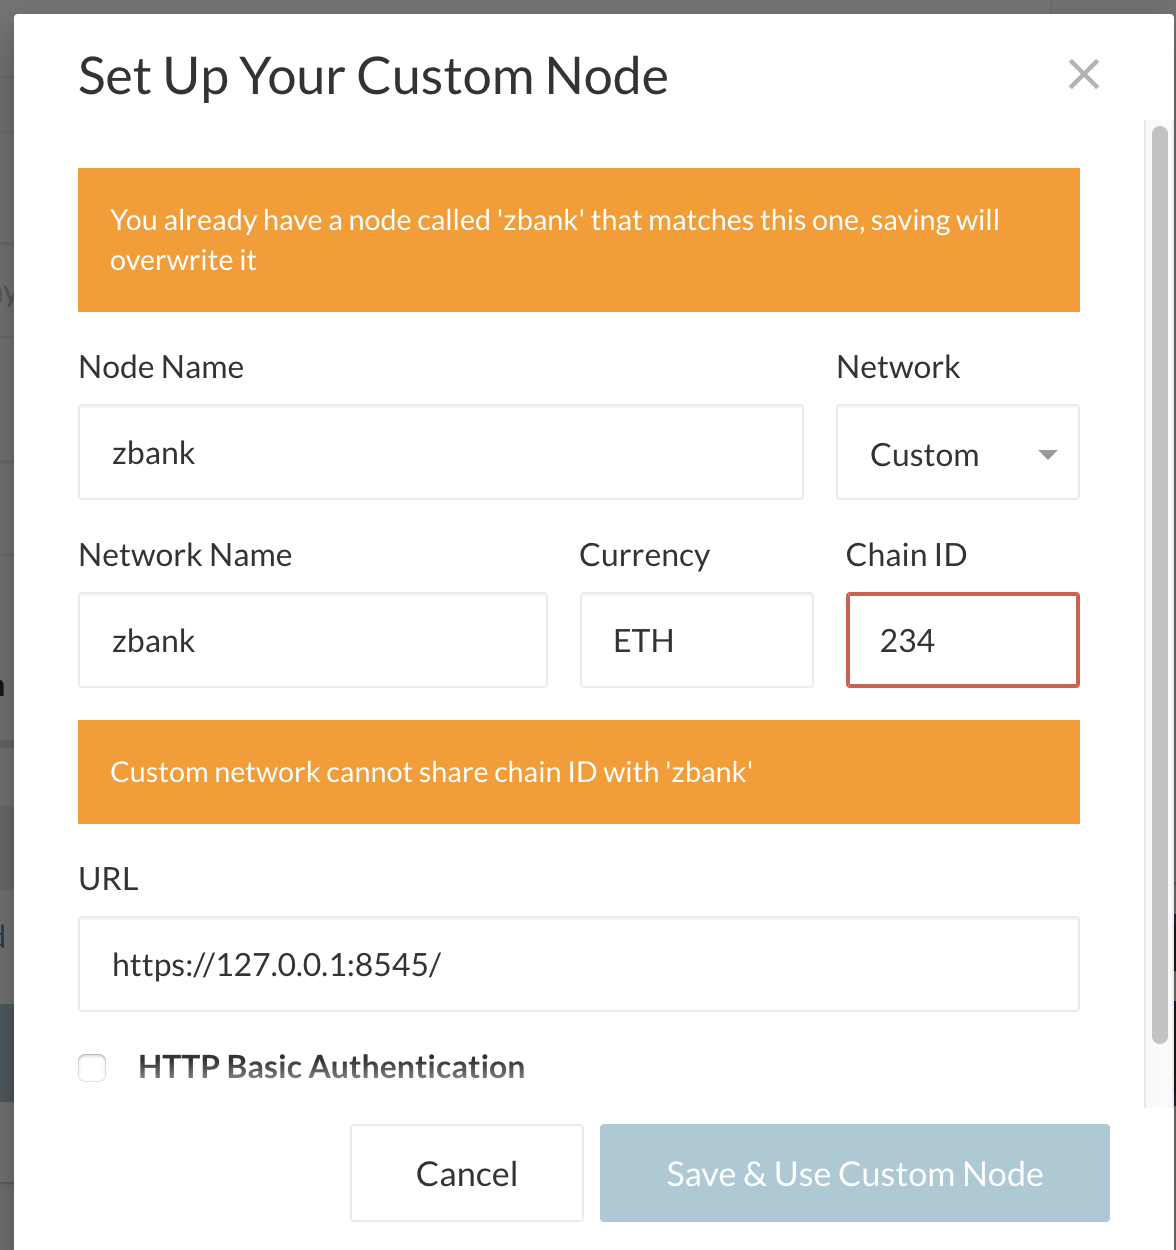 Set Up Your Custom Node
You already have a node called 'zbank' that matches this one, saving will
overwrite it
Node Name
Network
zbank
Custom
Network Name
Currency
Chain ID
zbank
ETH
234
Custom network cannot share chain ID with 'zbank'
URL
https://127.0.0.1:8545/
HTTP Basic Authentication
Cancel
Save & Use Custom Node